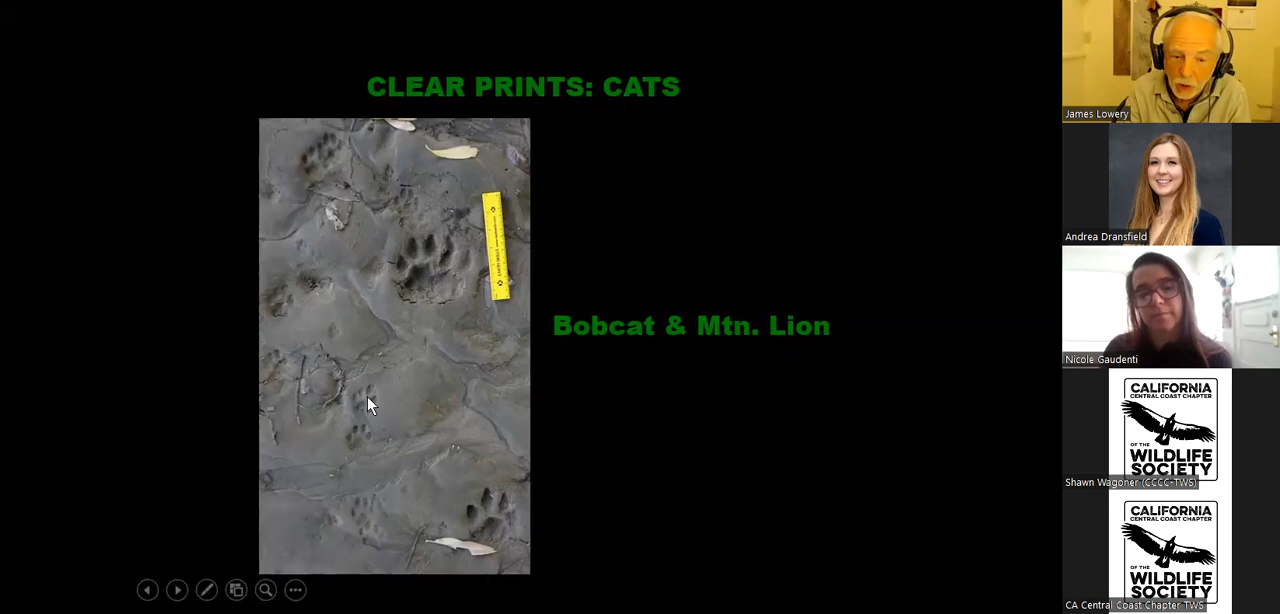 CLEAR PRINTS: CATS
Bobcat & Mtn. Lion
James Lowery
Andrea Dransfield
Nicole Gaudenti
CALIFORNIA
CENTRAL COAST CHAPTER
OF THE
WILDLIFE
SOCIETY
Shawn Wagoner (CCCC-TWS)
CALIFORNIA
CENTRAL COAST CHAPTER
OF THE
WILDLIFE
SOCIETY
CA Central Coast Chapter TWS